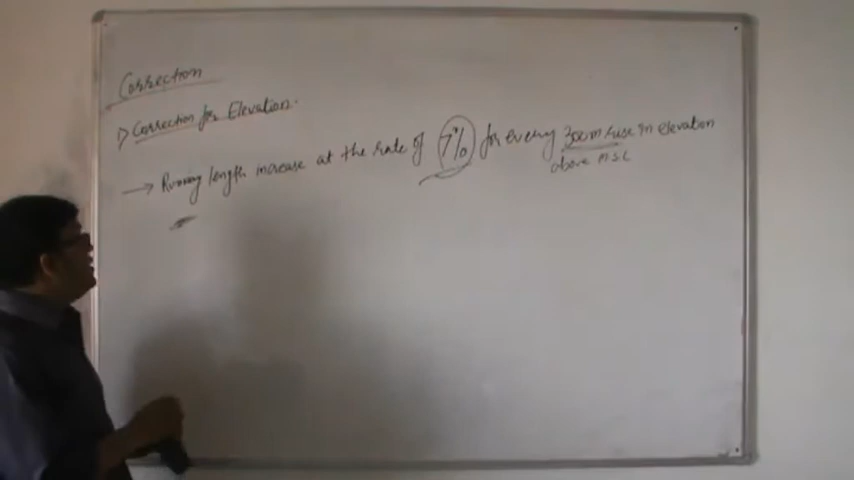 Correction
1) Correction for Elevation.
→ Runway length increase at the rate of 7% for every 300m rise in elevation
above MSL